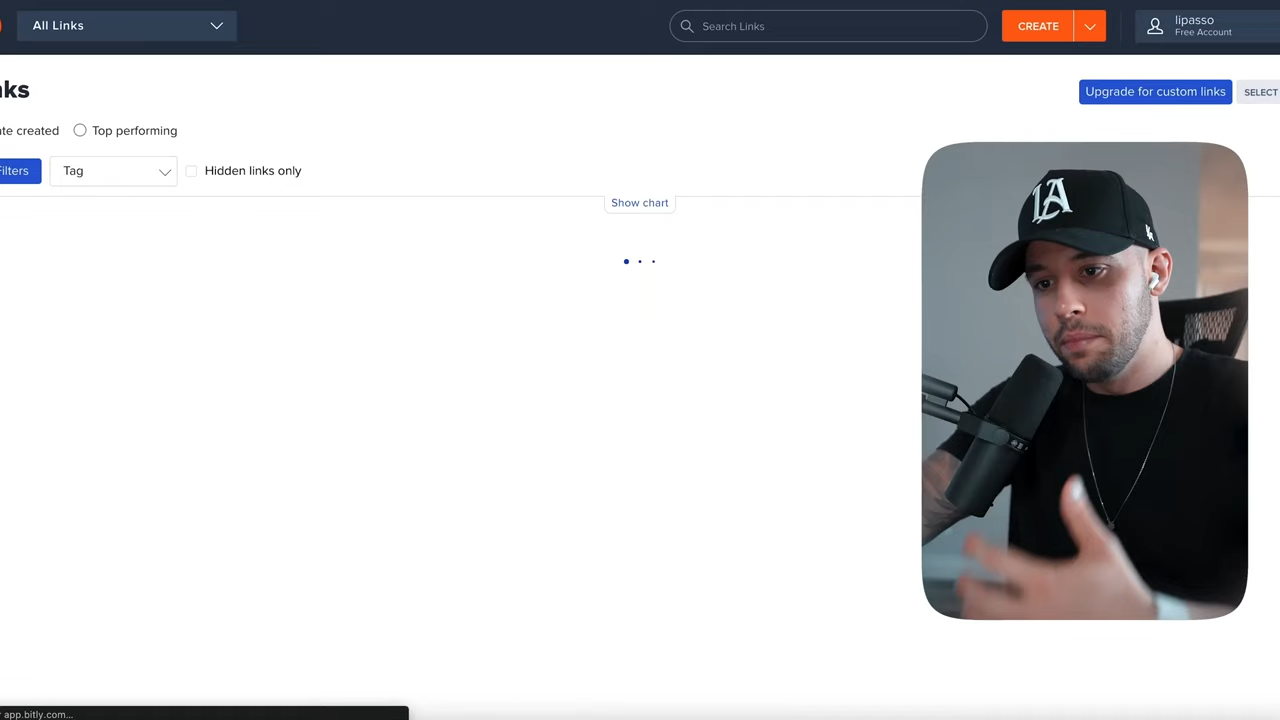 All Links
Search Links
CREATE
lipasso
Free Account
nks
Upgrade for custom links
SELECT
ate created
Top performing
Filters
Tag
Hidden links only
Show chart
LA
app.bitly.com...